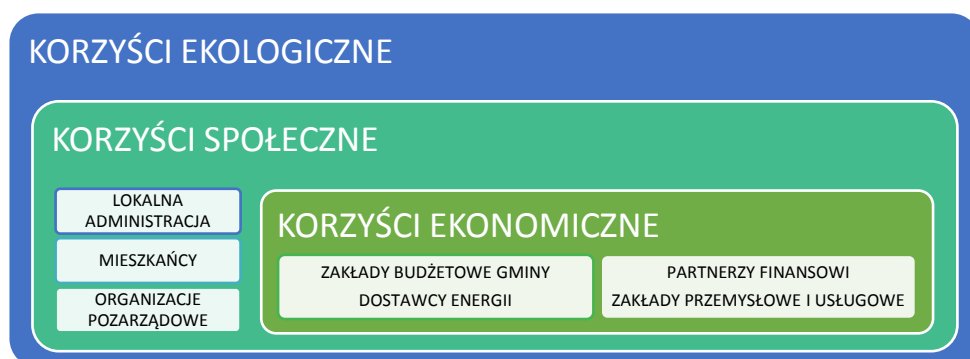 KORZYŚCI EKOLOGICZNE
KORZYŚCI SPOŁECZNE
LOKALNA
ADMINISTRACJA
MIESZKAŃCY
ORGANIZACJE
POZARZĄDOWE
KORZYŚCI EKONOMICZNE
ZAKŁADY BUDŻETOWE GMINY
DOSTAWCY ENERGII
PARTNERZY FINANSOWI
ZAKŁADY PRZEMYSŁOWE I USŁUGOWE